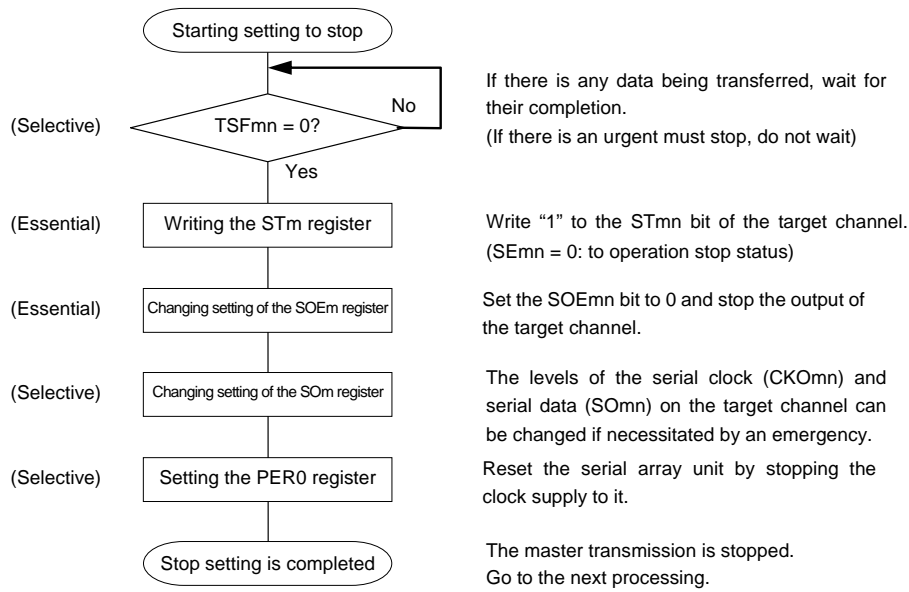 Starting setting to stop
No
If there is any data being transferred, wait for
their completion.
(If there is an urgent must stop, do not wait)
(Selective)
TSFmn = 0?
Yes
(Essential)
Writing the STm register
Write “1” to the STmn bit of the target channel.
(SEmn = 0: to operation stop status)
(Essential)
Changing setting of the SOEm register
Set the SOEmn bit to 0 and stop the output of
the target channel.
(Selective)
Changing setting of the SOm register
The levels of the serial clock (CKOmn) and
serial data (SOmn) on the target channel can
be changed if necessitated by an emergency.
(Selective)
Setting the PER0 register
Reset the serial array unit by stopping the
clock supply to it.
Stop setting is completed
The master transmission is stopped.
Go to the next processing.